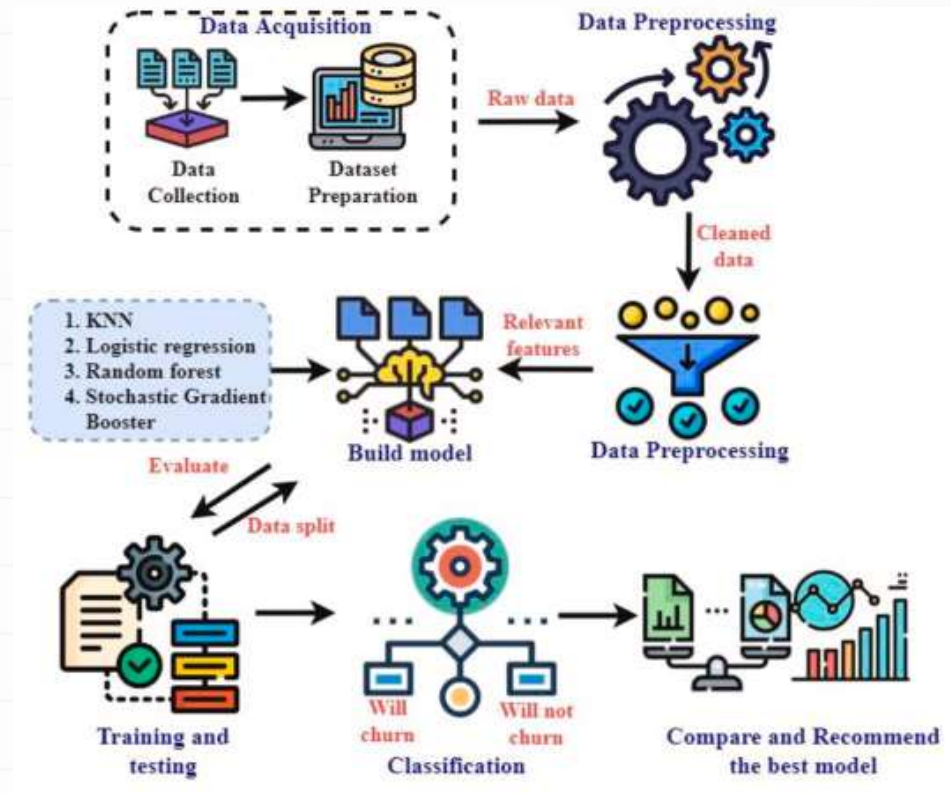 Data Acquisition
Data
Collection
Dataset
Preparation
Raw data
Data Preprocessing
Cleaned
data
1. KNN
2. Logistic regression
3. Random forest
4. Stochastic Gradient
Booster
Build model
Relevant
features
Data Preprocessing
Evaluate
Data split
Training and
testing
Will
churn
Will not
churn
Classification
Compare and Recommend
the best model